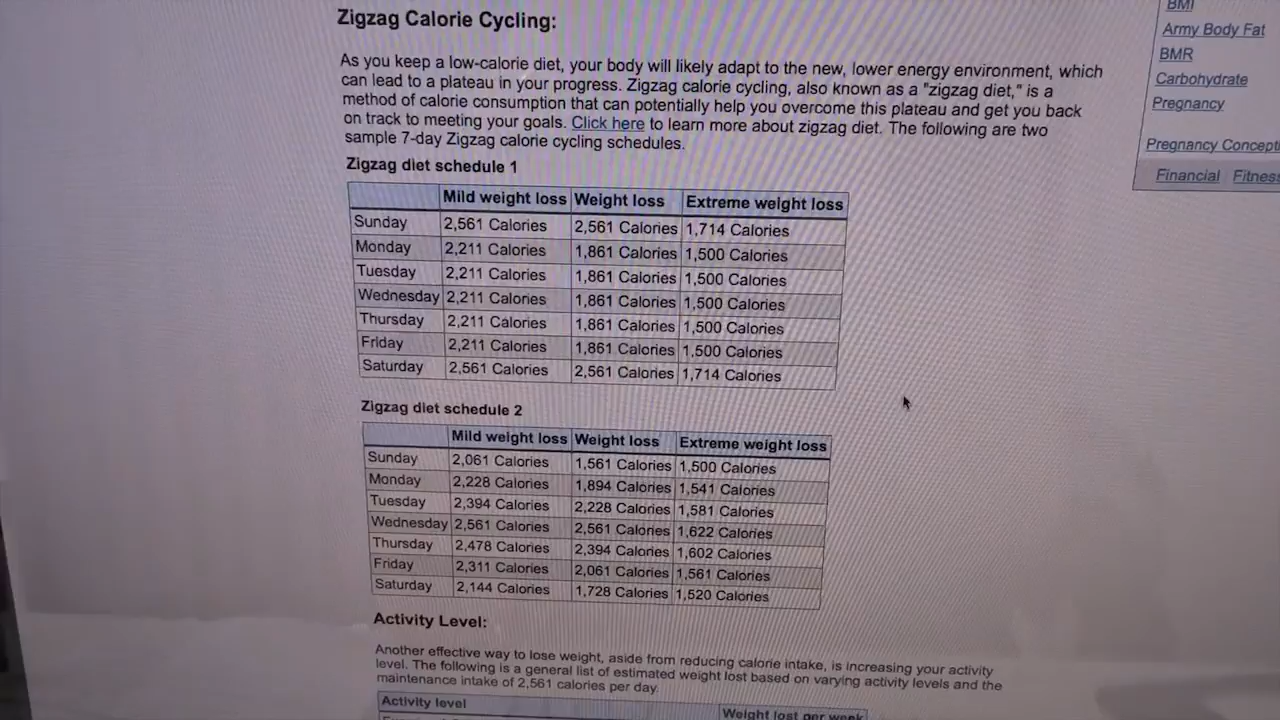 Zigzag Calorie Cycling:
As you keep a low-calorie diet, your body will likely adapt to the new, lower energy environment, which
can lead to a plateau in your progress. Zigzag calorie cycling, also known as a "zigzag diet," is a
method of calorie consumption that can potentially help you overcome this plateau and get you back
on track to meeting your goals. Click here to learn more about zigzag diet. The following are two
sample 7-day Zigzag calorie cycling schedules.
Zigzag diet schedule 1
Mild weight loss Weight loss Extreme weight loss
Sunday 2,561 Calories 2,561 Calories 1,714 Calories
Monday 2,211 Calories 1,861 Calories 1,500 Calories
Tuesday 2,211 Calories 1,861 Calories 1,500 Calories
Wednesday 2,211 Calories 1,861 Calories 1,500 Calories
Thursday 2,211 Calories 1,861 Calories 1,500 Calories
Friday 2,211 Calories 1,861 Calories 1,500 Calories
Saturday 2,561 Calories 2,561 Calories 1,714 Calories
Zigzag diet schedule 2
Mild weight loss Weight loss Extreme weight loss
Sunday 2,061 Calories 1,561 Calories 1,500 Calories
Monday 2,228 Calories 1,894 Calories 1,541 Calories
Tuesday 2,394 Calories 2,228 Calories 1,581 Calories
Wednesday 2,561 Calories 2,561 Calories 1,622 Calories
Thursday 2,478 Calories 2,394 Calories 1,602 Calories
Friday 2,311 Calories 2,061 Calories 1,561 Calories
Saturday 2,144 Calories 1,728 Calories 1,520 Calories
Activity Level:
Another effective way to lose weight, aside from reducing calorie intake, is increasing your activity
level. The following is a general list of estimated weight lost based on varying activity levels and the
maintenance intake of 2,561 calories per day.
Activity level Weight lost per week
BMI
Army Body Fat
BMR
Carbohydrate
Pregnancy
Pregnancy Concepti
Financial Fitness